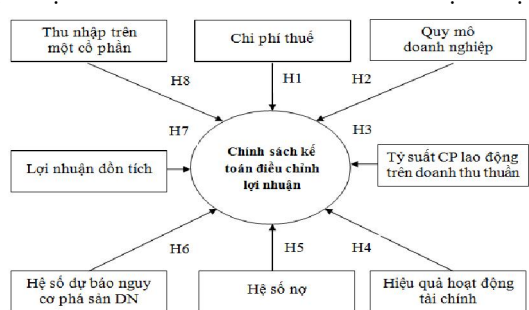 Thu nhập trên
một cổ phần
Chi phí thuế
Quy mô
doanh nghiệp
H8
H1
H2
H7
H3
Chính sách kế
toán điều chỉnh
lợi nhuận
Lợi nhuận dồn tích
Tỷ suất CP lao động
trên doanh thu thuần
H6
H5
H4
Hệ số dự báo nguy
cơ phá sản DN
Hệ số nợ
Hiệu quả hoạt động
tài chính